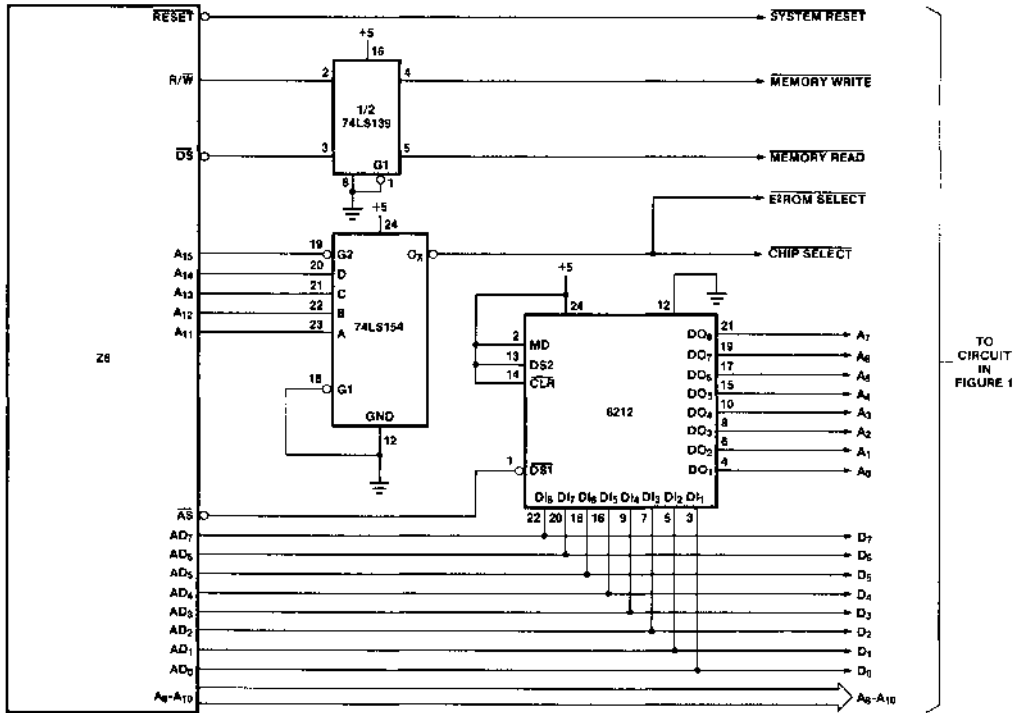 RESET
SYSTEM RESET
+5
16
R/W
2
4
MEMORY WRITE
1/2
74LS139
DS
3
5
MEMORY READ
G1
8
1
E²ROM SELECT
+5
24
A15
19
G2
OX
CHIP SELECT
A14
20
D
A13
21
C
A12
22
B
A11
23
A
74LS154
18
G1
GND
12
+5
24
12
2
MD
13
DS2
14
CLR
8212
DO8
21
A7
DO7
19
A6
DO6
17
A5
DO5
15
A4
DO4
10
A3
DO3
8
A2
DO2
6
A1
DO1
4
A0
1
DS1
DI8 DI7 DI6 DI5 DI4 DI3 DI2 DI1
22 20 18 16 9 7 5 3
Z8
AS
AD7
D7
AD6
D6
AD5
D5
AD4
D4
AD3
D3
AD2
D2
AD1
D1
AD0
D0
A8-A10
A8-A10
TO
CIRCUIT
IN
FIGURE 1